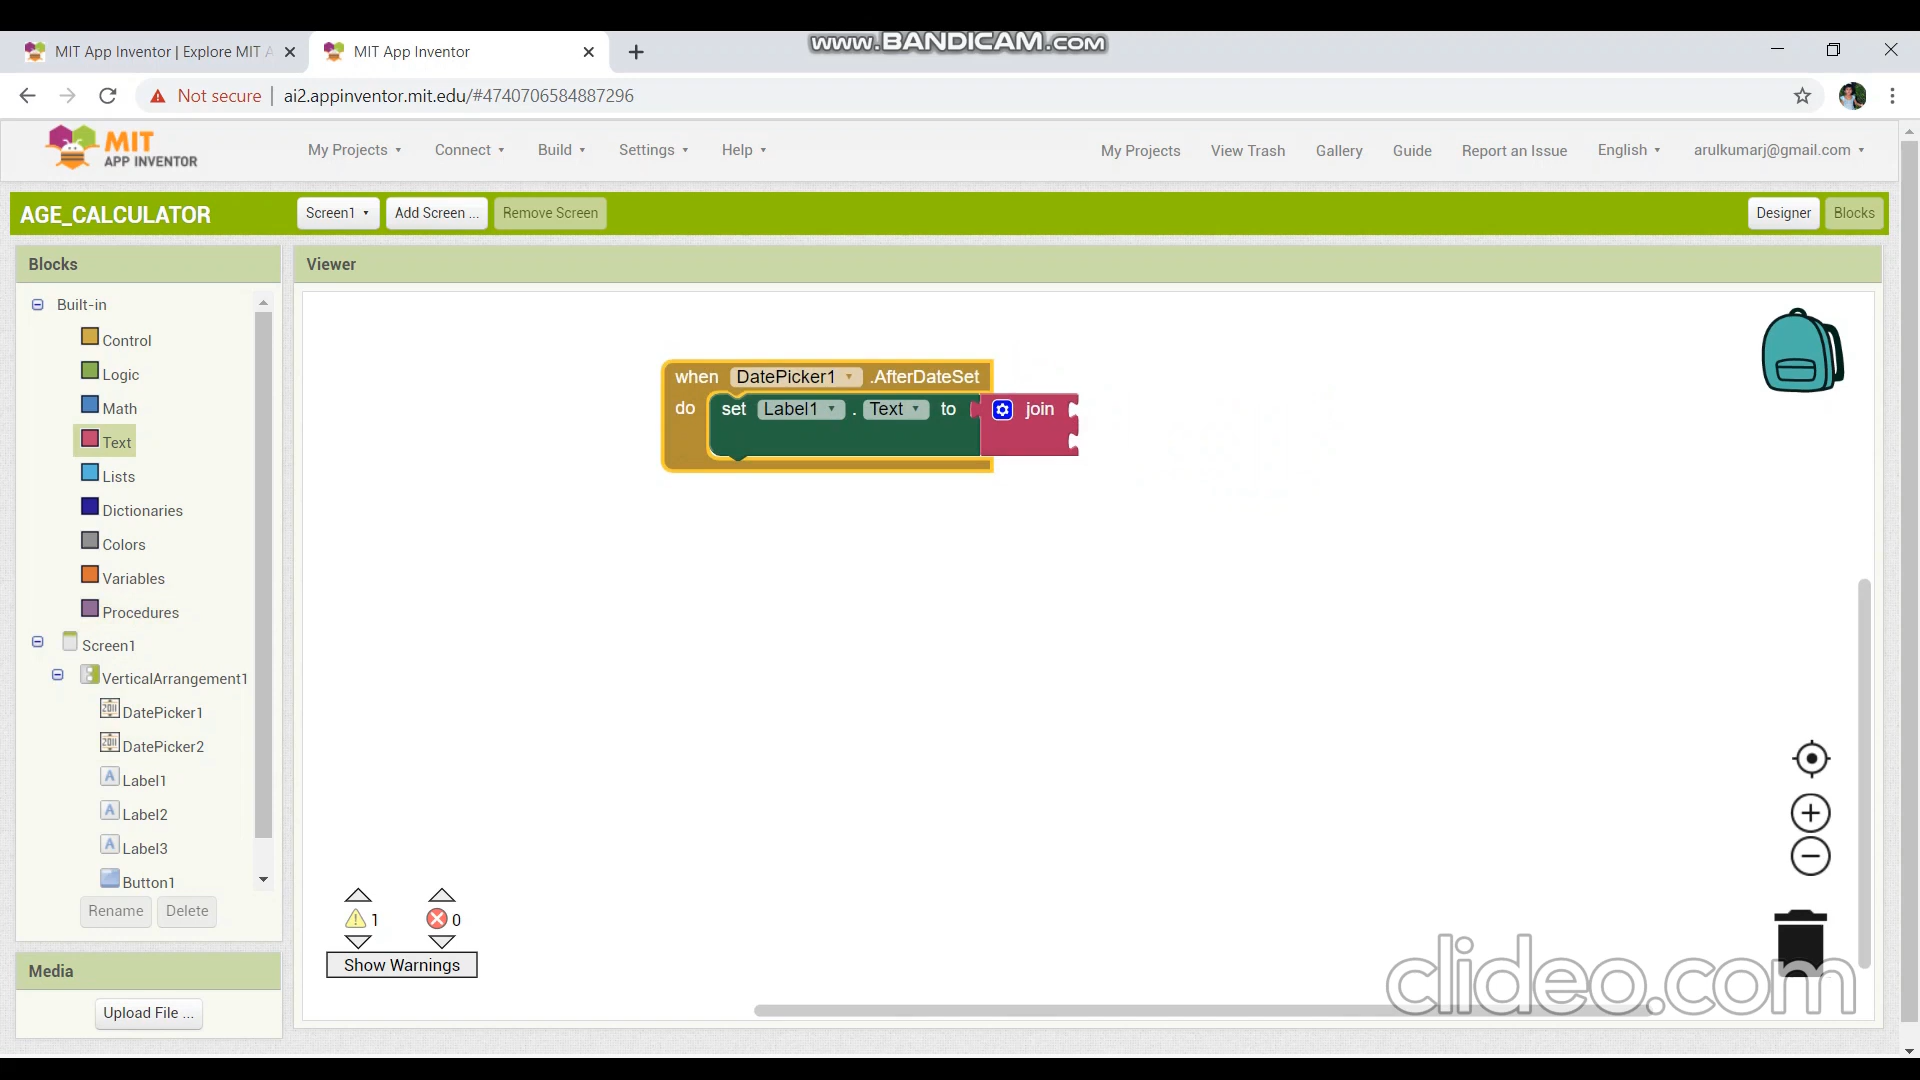 MIT App Inventor | Explore MIT A
MIT App Inventor
www.BANDICAM.com
Not secure
ai2.appinventor.mit.edu/#4740706584887296
MIT
APP INVENTOR
My Projects
Connect
Build
Settings
Help
My Projects
View Trash
Gallery
Guide
Report an Issue
English
arulkumarj@gmail.com
AGE_CALCULATOR
Screen1
Add Screen ...
Remove Screen
Designer
Blocks
Blocks
Viewer
Built-in
Control
Logic
Math
Text
Lists
Dictionaries
Colors
Variables
Procedures
Screen1
VerticalArrangement1
DatePicker1
DatePicker2
Label1
Label2
Label3
Button1
Rename
Delete
Media
Upload File ...
when DatePicker1 .AfterDateSet
do set Label1 . Text to join
1
0
Show Warnings
clideo.com